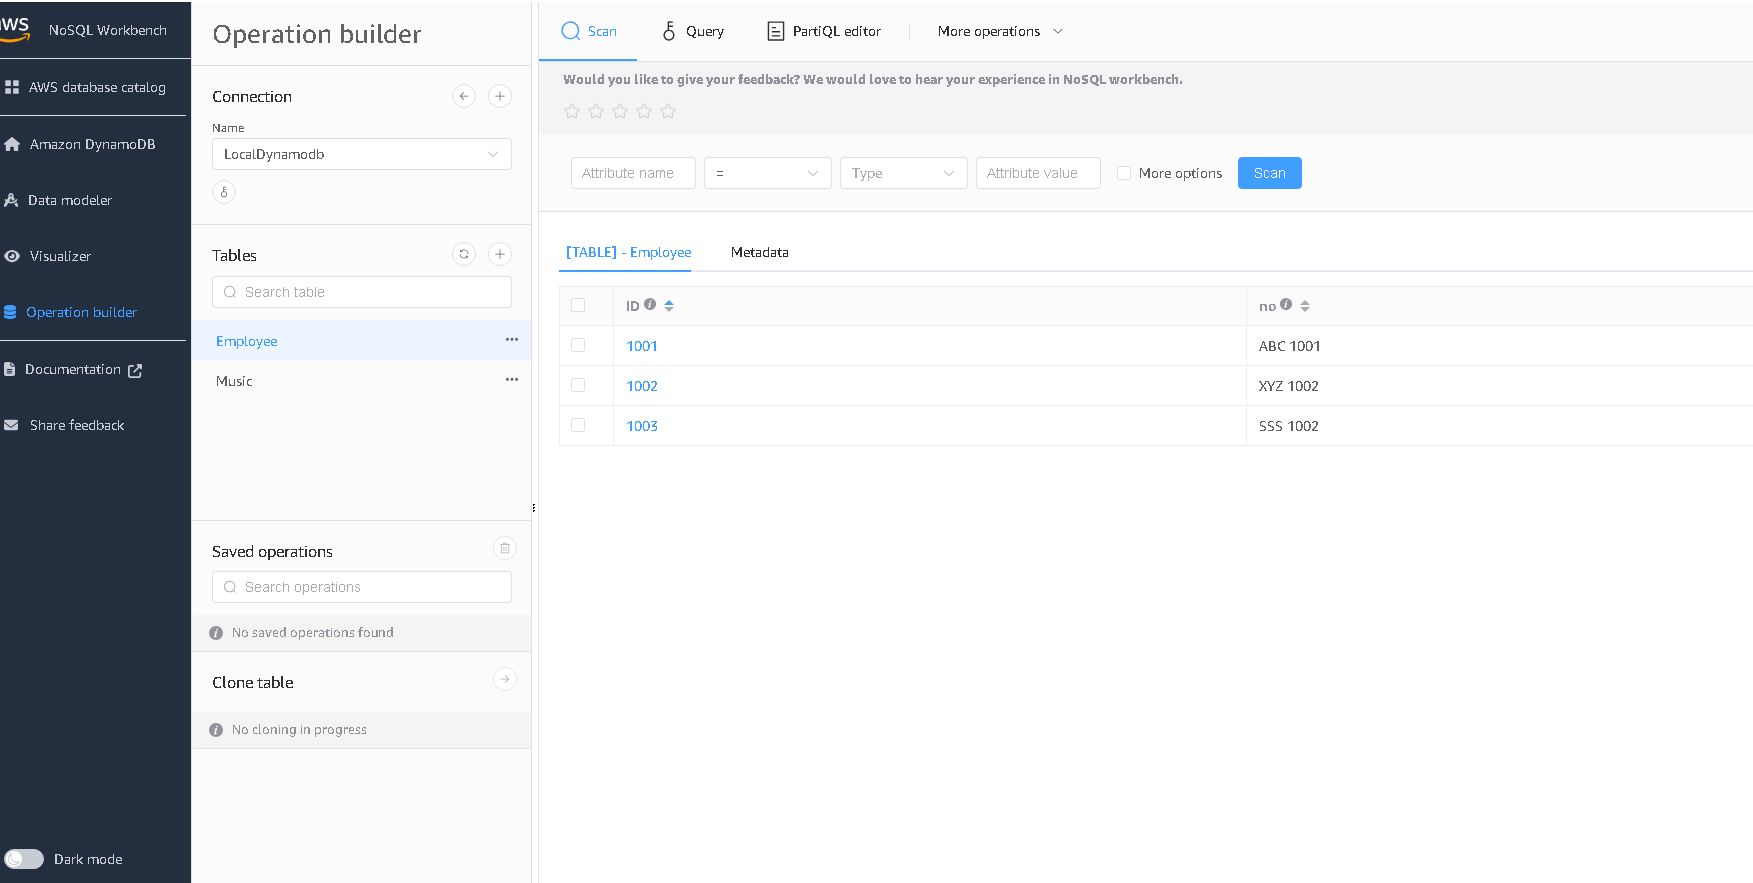 aws NoSQL Workbench
AWS database catalog
Amazon DynamoDB
Data modeler
Visualizer
Operation builder
Documentation
Share feedback
Dark mode
Operation builder
Connection
Name
LocalDynamodb
Tables
Search table
Employee
Music
Saved operations
Search operations
No saved operations found
Clone table
No cloning in progress
Scan Query PartiQL editor More operations
Would you like to give your feedback? We would love to hear your experience in NoSQL workbench.
Attribute name = Type Attribute value More options Scan
[TABLE] - Employee Metadata
ID no
1001 ABC 1001
1002 XYZ 1002
1003 SSS 1002